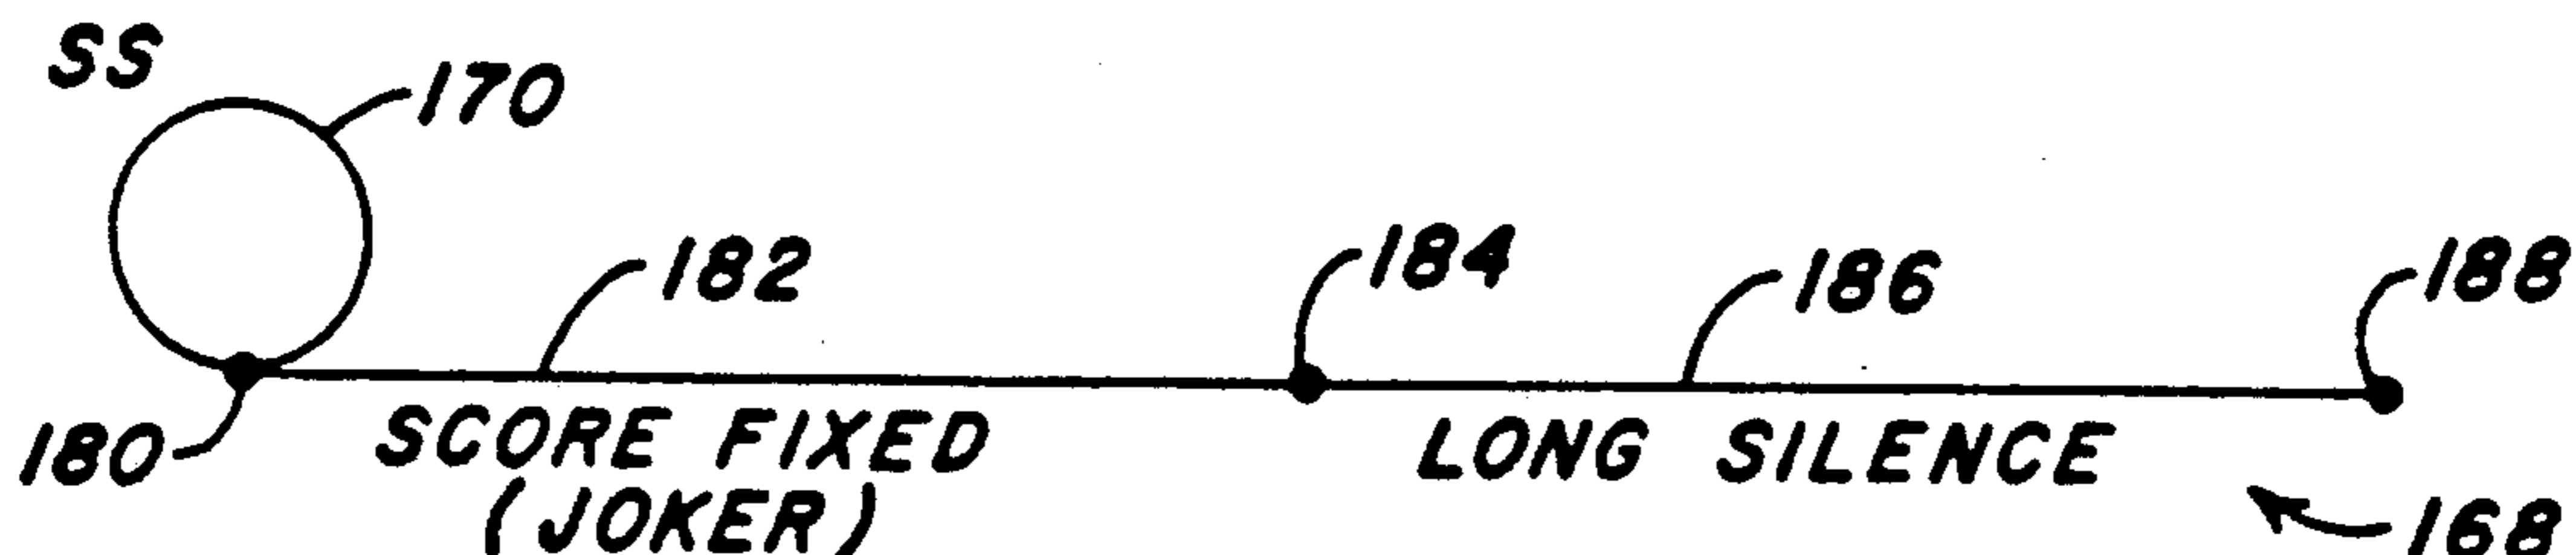 SS
170
182
184
186
188
180
SCORE FIXED
(JOKER)
LONG SILENCE
168